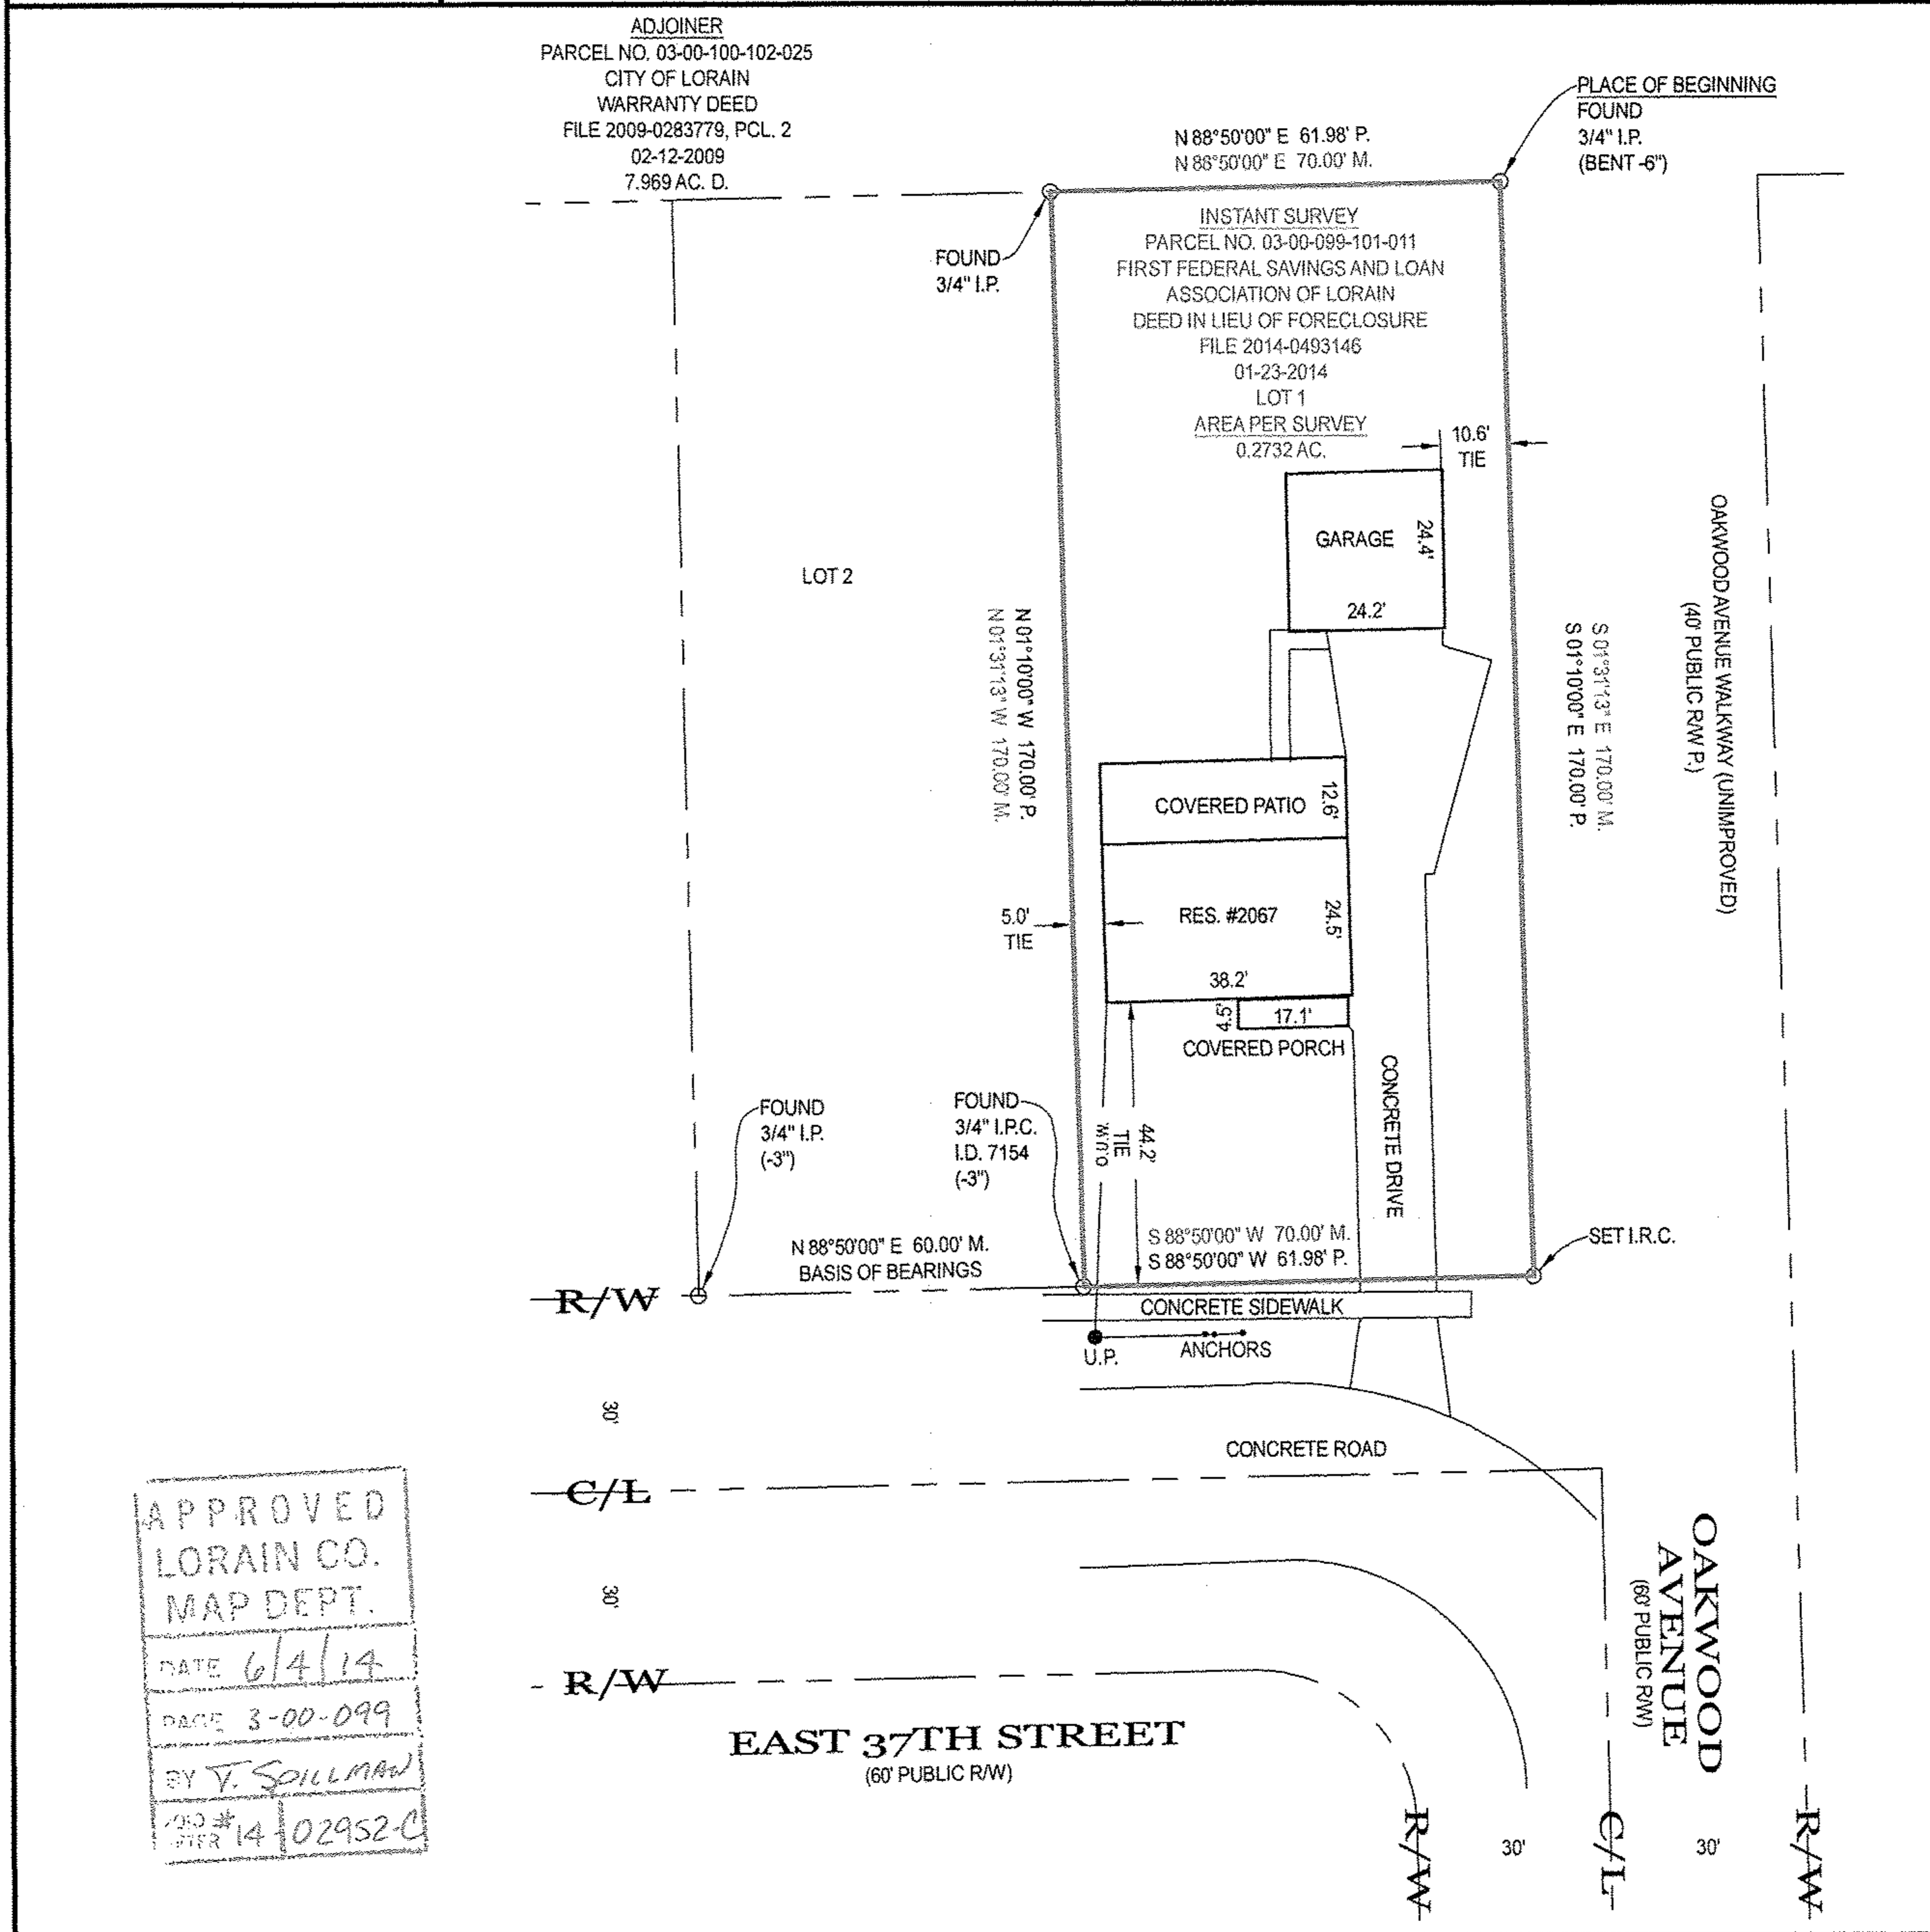 ADJOINER
PARCEL NO. 03-00-100-102-025
CITY OF LORAIN
WARRANTY DEED
FILE 2009-0283779, PCL. 2
02-12-2009
7.969 AC. D.
PLACE OF BEGINNING
FOUND
3/4" I.P.
(BENT -6")
N 88°50'00" E 61.98' P.
N 88°50'00" E 70.00' M.
FOUND
3/4" I.P.
INSTANT SURVEY
PARCEL NO. 03-00-099-101-011
FIRST FEDERAL SAVINGS AND LOAN
ASSOCIATION OF LORAIN
DEED IN LIEU OF FORECLOSURE
FILE 2014-0493146
01-23-2014
LOT 1
AREA PER SURVEY
0.2732 AC.
10.6'
TIE
GARAGE
24.4'
24.2'
LOT 2
N 01°10'00" W 170.00' P.
N 01°31'13" W 170.00' M.
S 01°31'13" E 170.00' M.
S 01°10'00" E 170.00' P.
OAKWOOD AVENUE WALKWAY (UNIMPROVED)
(40' PUBLIC R/W P.)
COVERED PATIO
12.6'
5.0'
TIE
RES. #2067
24.5'
38.2'
4.5'
17.1'
COVERED PORCH
CONCRETE DRIVE
44.2'
TIE
FOUND
3/4" I.P.
(-3")
FOUND
3/4" I.P.C.
I.D. 7154
(-3")
N 88°50'00" E 60.00' M.
BASIS OF BEARINGS
S 88°50'00" W 70.00' M.
S 88°50'00" W 61.98' P.
SET I.R.C.
R/W
CONCRETE SIDEWALK
U.P.
ANCHORS
30'
CONCRETE ROAD
C/L
30'
R/W
EAST 37TH STREET
(60' PUBLIC R/W)
OAKWOOD
AVENUE
(60' PUBLIC R/W)
R/W
30'
C/L
30'
R/W
APPROVED
LORAIN CO.
MAP DEPT.
DATE 6/4/14
PAGE 3-00-099
BY T. SPILLMAN
# 14 02952-C